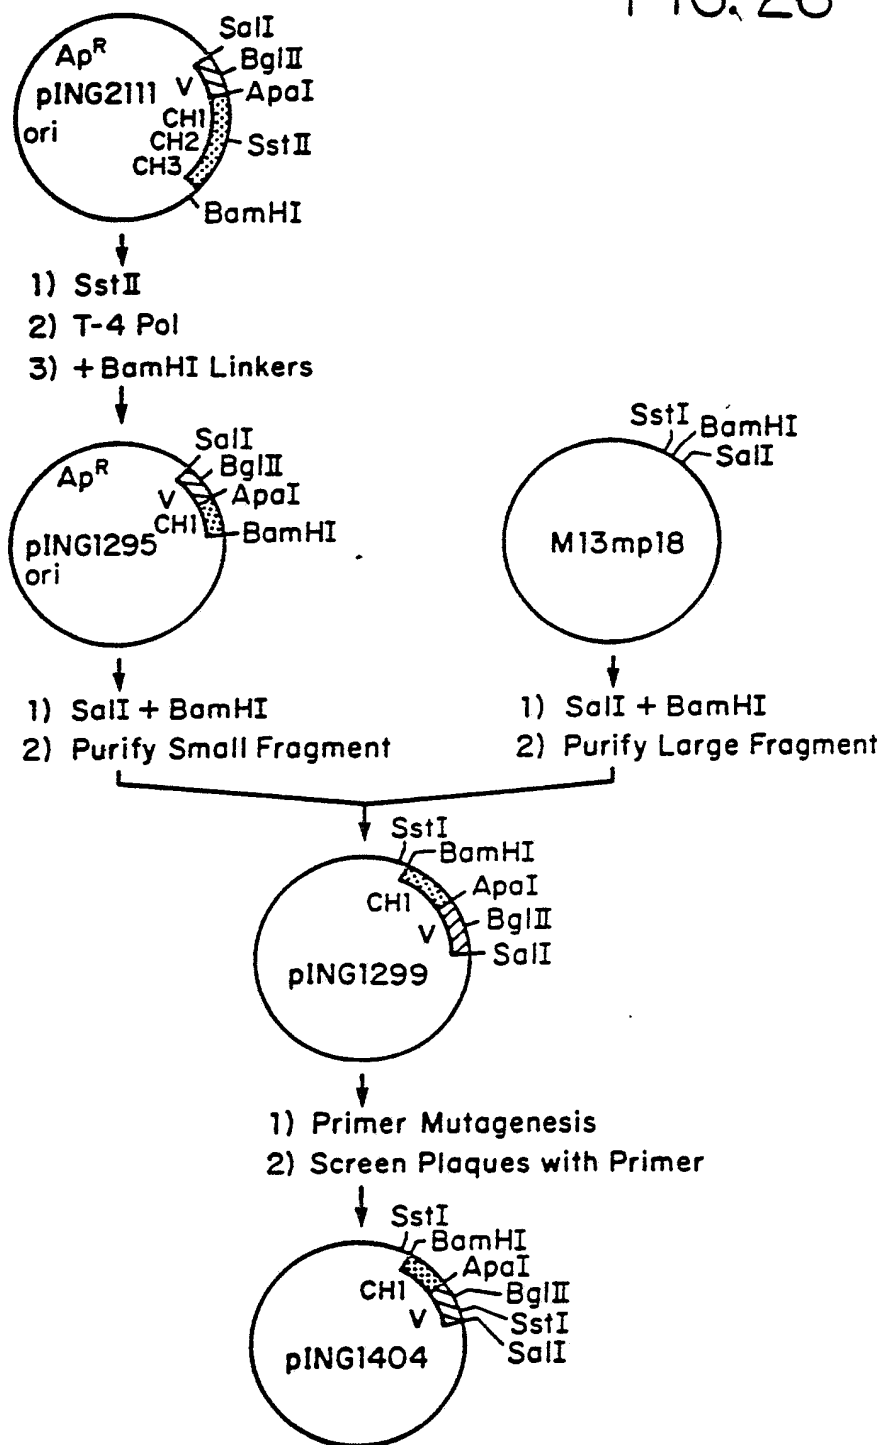 FIG. 28
SalI
BglII
ApaI
SstII
BamHI
ApR
pING2111
ori
V
CH1
CH2
CH3
1) SstII
2) T-4 Pol
3) +BamHI Linkers
SalI
BglII
ApaI
BamHI
ApR
V
CH1
pING1295
ori
SstI
BamHI
SalI
M13mp18
1) SalI + BamHI
2) Purify Small Fragment
1) SalI + BamHI
2) Purify Large Fragment
SstI
BamHI
ApaI
BglII
SalI
CH1
V
pING1299
1) Primer Mutagenesis
2) Screen Plaques with Primer
SstI
BamHI
ApaI
BglII
SstI
SalI
CH1
V
pING1404